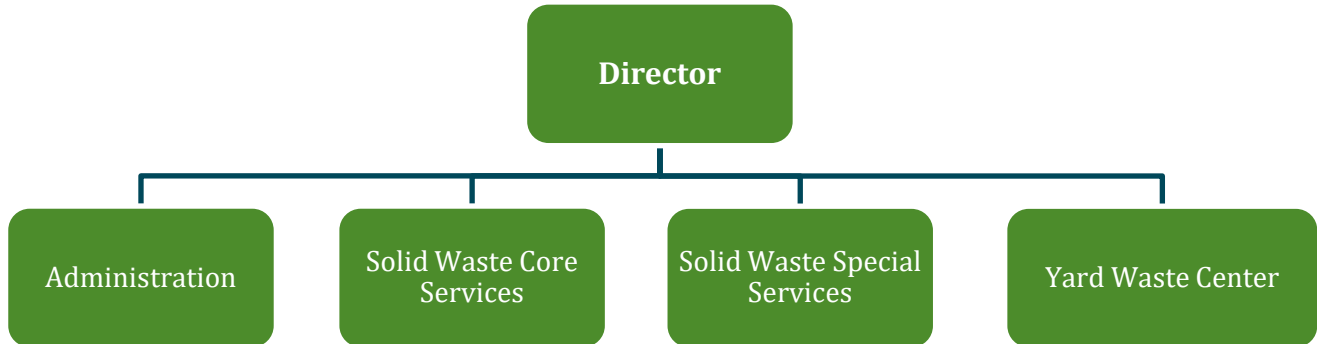 Director
Administration
Solid Waste Core
Services
Solid Waste Special
Services
Yard Waste Center